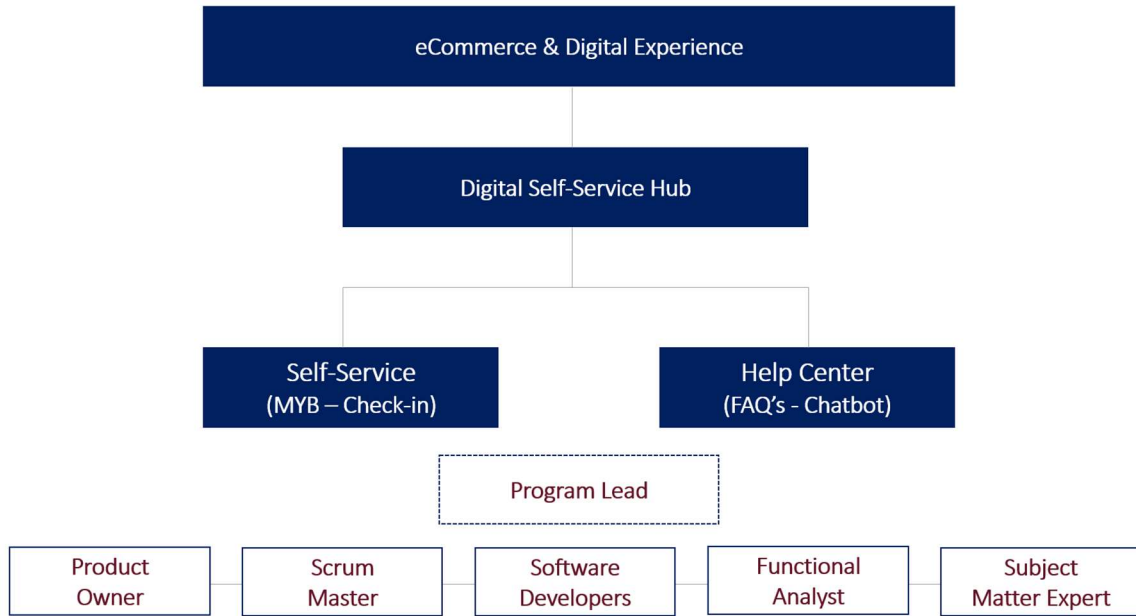 eCommerce & Digital Experience
Digital Self-Service Hub
Self-Service
(MYB – Check-in)
Help Center
(FAQ's - Chatbot)
Program Lead
Product
Owner
Scrum
Master
Software
Developers
Functional
Analyst
Subject
Matter Expert